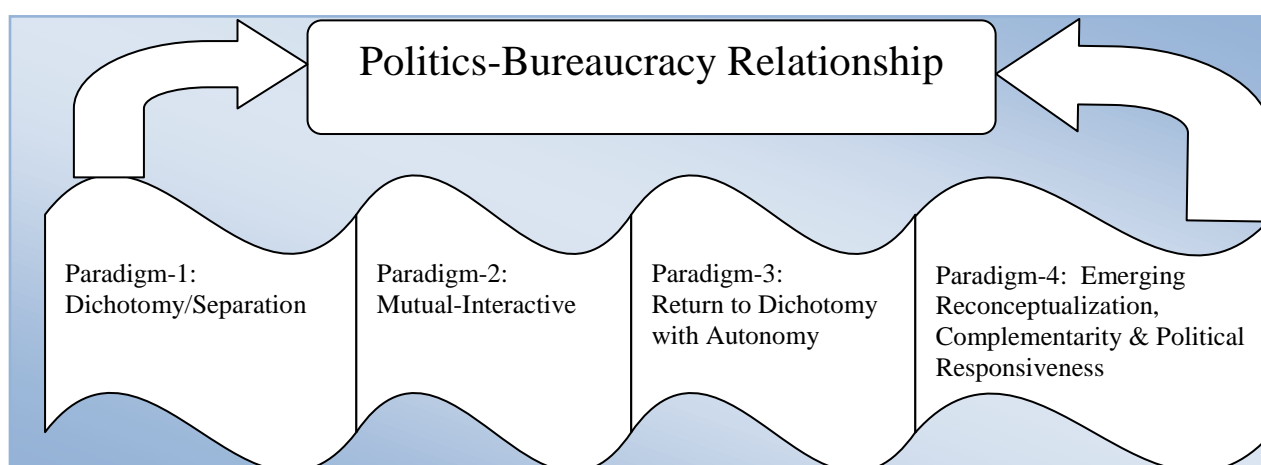 Politics-Bureaucracy Relationship
Paradigm-1:
Dichotomy/Separation
Paradigm-2:
Mutual-Interactive
Paradigm-3:
Return to Dichotomy
with Autonomy
Paradigm-4:  Emerging
Reconceptualization,
Complementarity & Political
Responsiveness